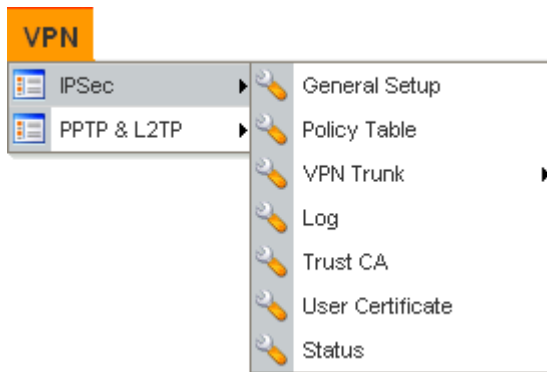 VPN
IPSec
PPTP & L2TP
General Setup
Policy Table
VPN Trunk
Log
Trust CA
User Certificate
Status